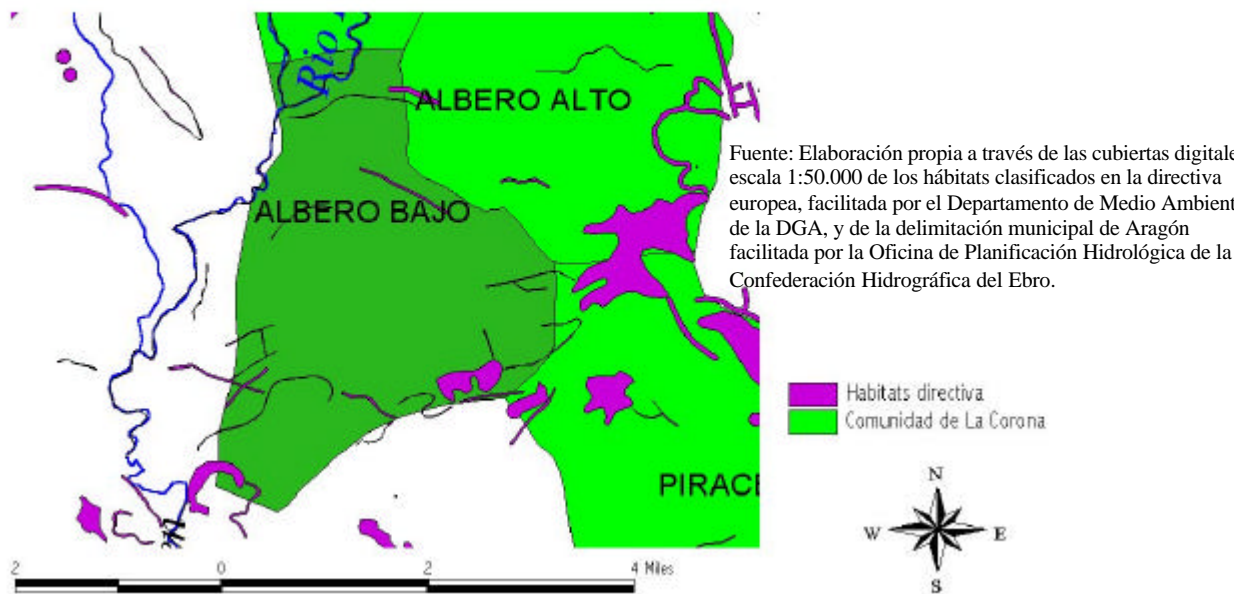 Rio
ALBERO ALTO
ALBERO BAJO
Fuente: Elaboración propia a través de las cubiertas digitale
escala 1:50.000 de los hábitats clasificados en la directiva
europea, facilitada por el Departamento de Medio Ambient
de la DGA, y de la delimitación municipal de Aragón
facilitada por la Oficina de Planificación Hidrológica de la
Confederación Hidrográfica del Ebro.
Habitats directiva
Comunidad de La Corona
PIRACE
N
W E
S
2 0 2 4 Miles